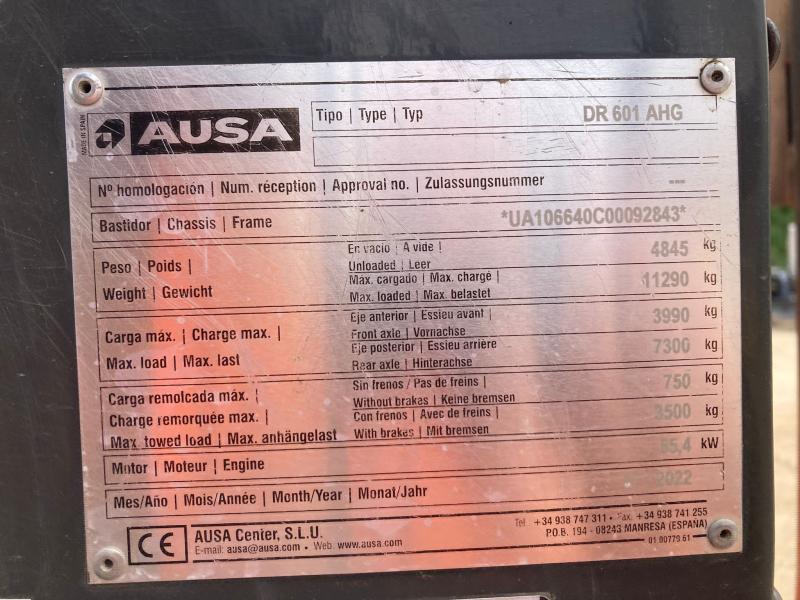 MADE IN SPAIN
AUSA
Tipo | Type | Typ DR 601 AHG
Nº homologación | Num. réception | Approval no. | Zulassungsnummer ---
Bastidor | Chassis | Frame *UA106640C00092843*
Peso | Poids |
Weight | Gewicht
En vacio | A vide |
Unloaded | Leer
4845 kg
Máx. cargado | Max. chargé |
Max. loaded | Max. belastet
11290 kg
Carga máx. | Charge max. |
Max. load | Max. last
Eje anterior | Essieu avant |
Front axle | Vornachse
3990 kg
Eje posterior | Essieu arrière
Rear axle | Hinterachse
7300 kg
Carga remolcada máx. |
Charge remorquée max. |
Max. towed load | Max. anhängelast
Sin frenos / Pas de freins |
Without brakes | Keine bremsen
750 kg
Con frenos | Avec de freins |
With brakes | Mit bremsen
3500 kg
Motor | Moteur | Engine 55,4 kW
Mes/Año | Mois/Année | Month/Year | Monat/Jahr 2022
CE
AUSA Center, S.L.U.
E-mail: ausa@ausa.com • Web: www.ausa.com
Tel. +34 938 747 311 • Fax. +34 938 741 255
P.O.B. 194 - 08243 MANRESA (ESPAÑA)
01 00779 61